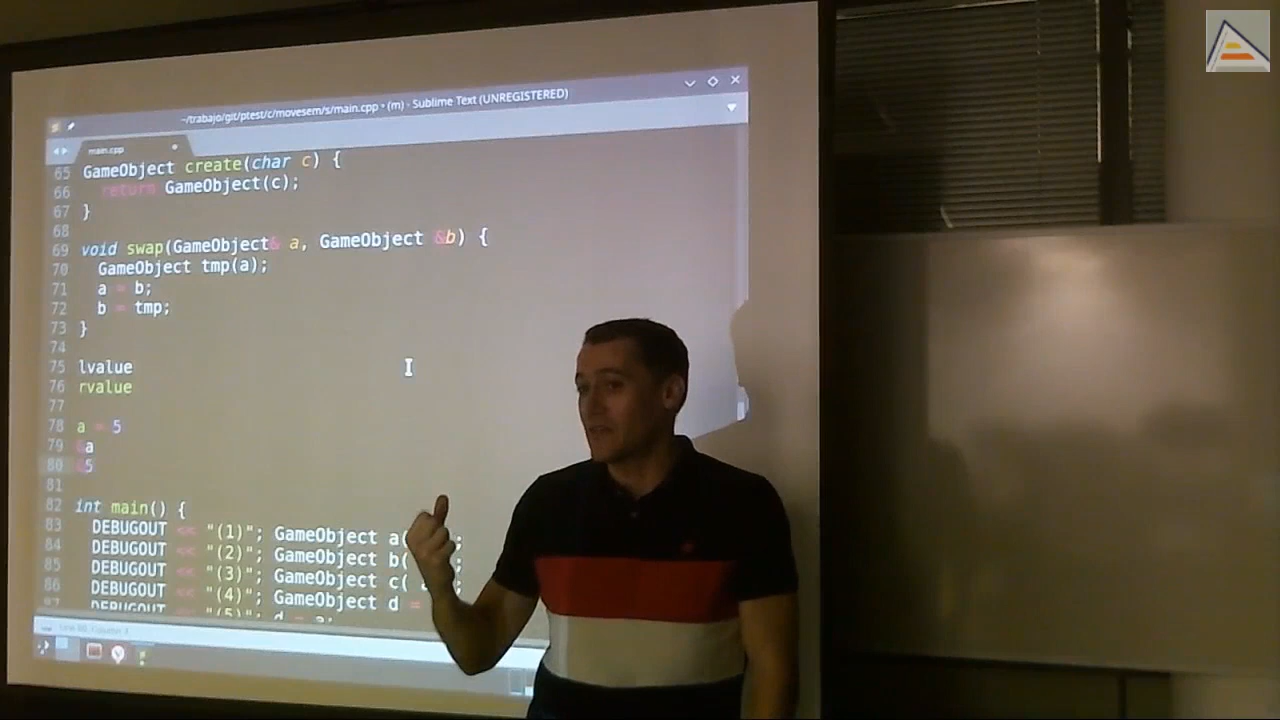 ~/trabajo/git/ptest/c/movesem/s/main.cpp • (m) - Sublime Text (UNREGISTERED)
main.cpp
65 GameObject create(char c) {
66 return GameObject(c);
67 }
68
69 void swap(GameObject& a, GameObject &b) {
70 GameObject tmp(a);
71 a = b;
72 b = tmp;
73 }
74
75 lvalue
76 rvalue
77
78 a = 5
79 &a
80 &5
81
82 int main() {
83 DEBUGOUT << "(1)"; GameObject a( ;
84 DEBUGOUT << "(2)"; GameObject b( ;
85 DEBUGOUT << "(3)"; GameObject c( ;
86 DEBUGOUT << "(4)"; GameObject d =
87 DEBUGOUT << "(5)"; d = a;